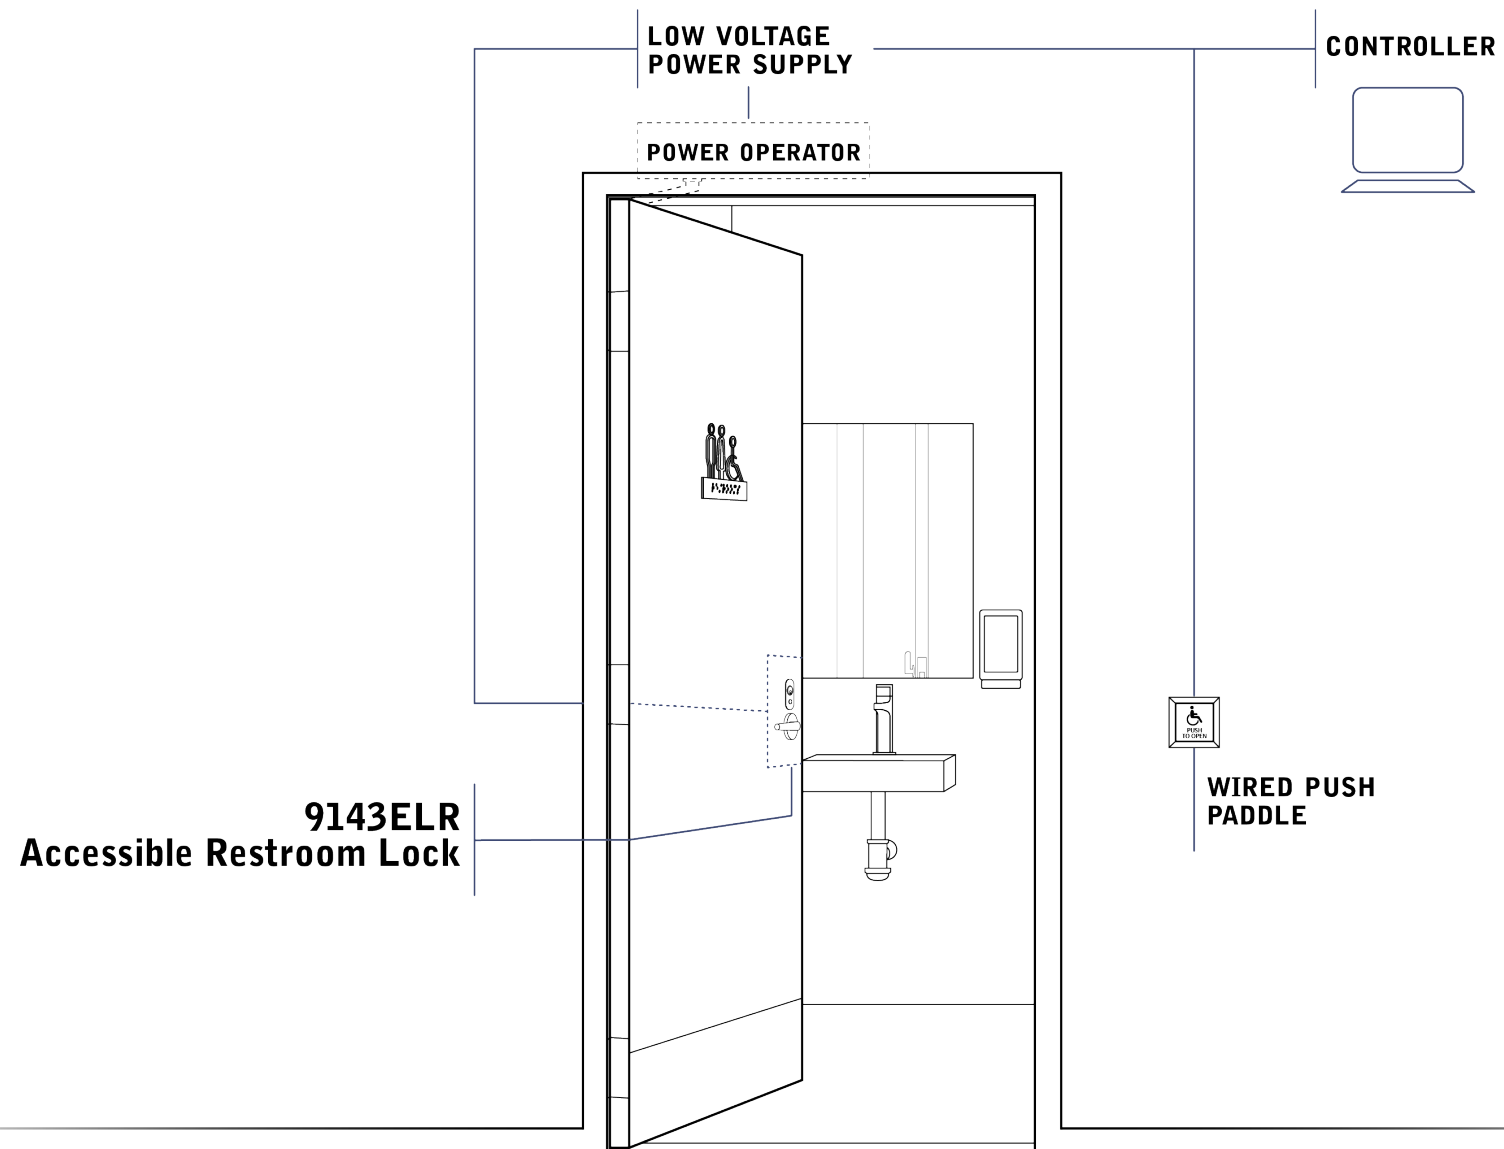 LOW VOLTAGE
POWER SUPPLY
CONTROLLER
POWER OPERATOR
PUSH
TO OPEN
WIRED PUSH
PADDLE
9143ELR
Accessible Restroom Lock